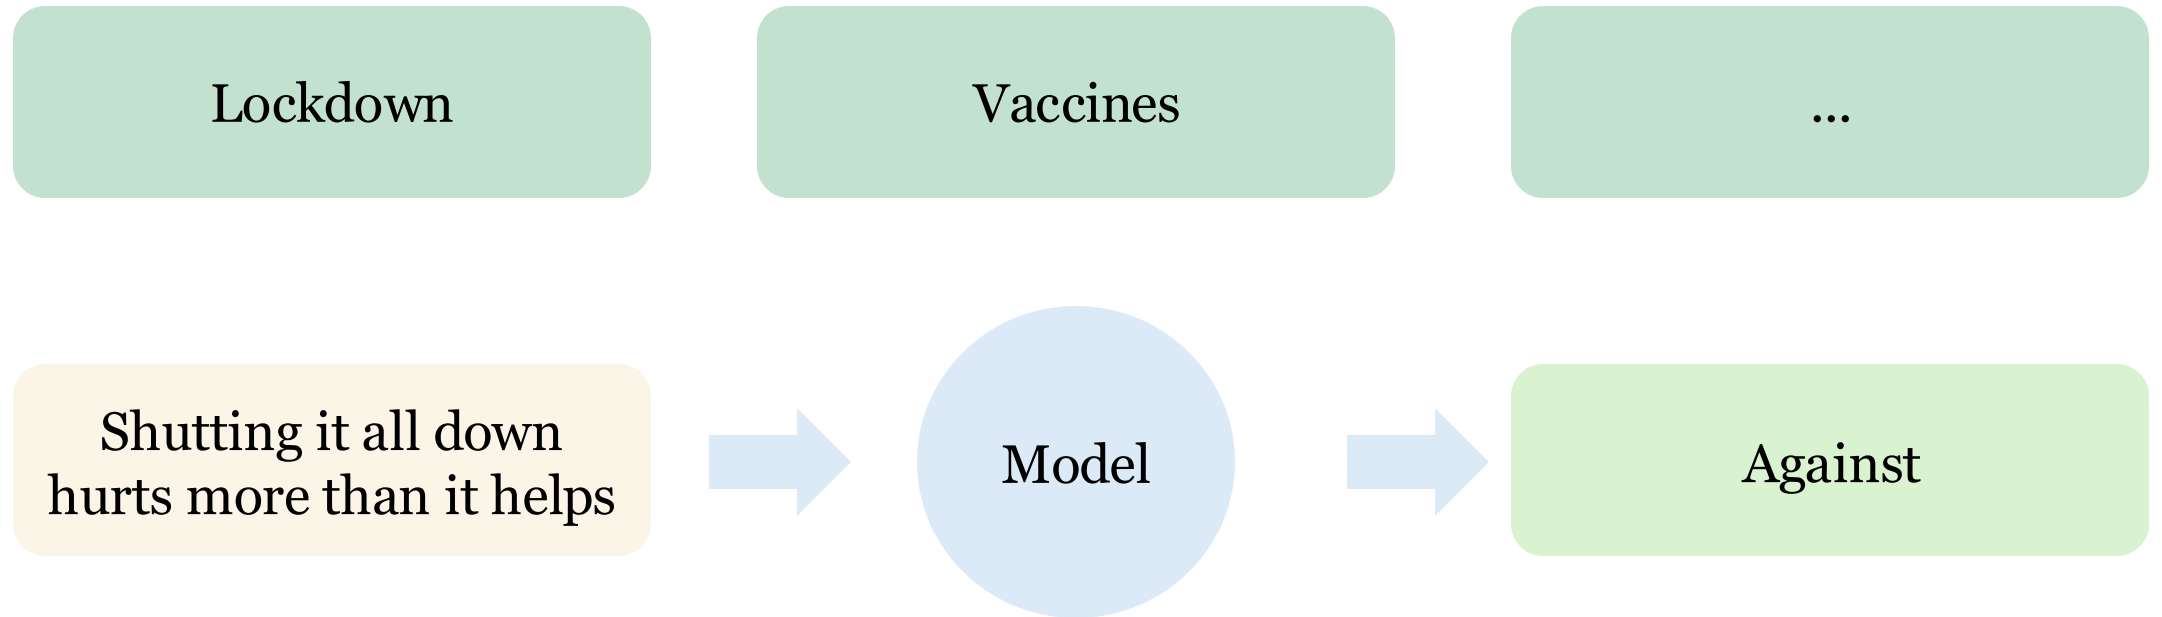 Lockdown
Vaccines
...
Shutting it all down
hurts more than it helps
Model
Against